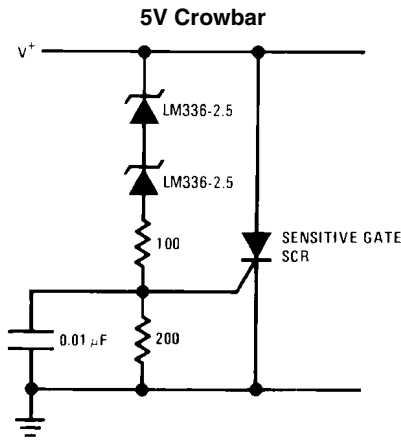 5V Crowbar
V+
LM336-2.5
LM336-2.5
100
SENSITIVE GATE
SCR
0.01 μF
200